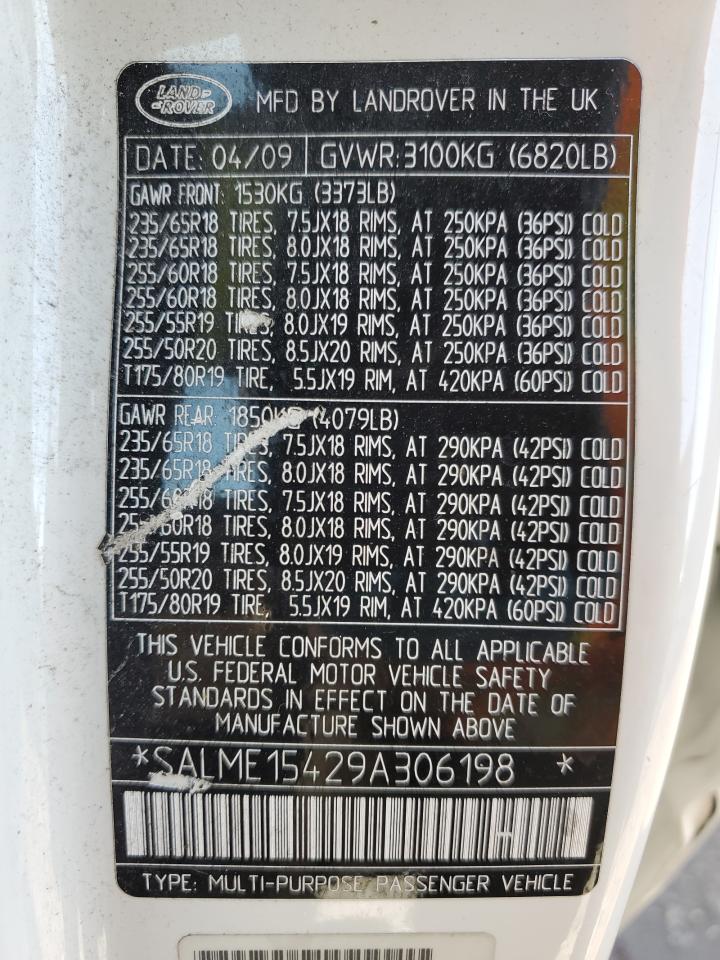 LAND-ROVER
MFD BY LANDROVER IN THE UK
DATE: 04/09 GVWR:3100KG (6820LB)
GAWR FRONT: 1530KG (3373LB)
235/65R18 TIRES, 7.5JX18 RIMS, AT 250KPA (36PSI) COLD
235/65R18 TIRES, 8.0JX18 RIMS, AT 250KPA (36PSI) COLD
255/60R18 TIRES, 7.5JX18 RIMS, AT 250KPA (36PSI) COLD
255/60R18 TIRES, 8.0JX18 RIMS, AT 250KPA (36PSI) COLD
255/55R19 TIRES, 8.0JX19 RIMS, AT 250KPA (36PSI) COLD
255/50R20 TIRES, 8.5JX20 RIMS, AT 250KPA (36PSI) COLD
T175/80R19 TIRE, 5.5JX19 RIM, AT 420KPA (60PSI) COLD
GAWR REAR: 1850KG (4079LB)
235/65R18 TIRES, 7.5JX18 RIMS, AT 290KPA (42PSI) COLD
235/65R18 TIRES, 8.0JX18 RIMS, AT 290KPA (42PSI) COLD
255/60R18 TIRES, 7.5JX18 RIMS, AT 290KPA (42PSI) COLD
255/60R18 TIRES, 8.0JX18 RIMS, AT 290KPA (42PSI) COLD
255/55R19 TIRES, 8.0JX19 RIMS, AT 290KPA (42PSI) COLD
255/50R20 TIRES, 8.5JX20 RIMS, AT 290KPA (42PSI) COLD
T175/80R19 TIRE, 5.5JX19 RIM, AT 420KPA (60PSI) COLD
THIS VEHICLE CONFORMS TO ALL APPLICABLE
U.S. FEDERAL MOTOR VEHICLE SAFETY
STANDARDS IN EFFECT ON THE DATE OF
MANUFACTURE SHOWN ABOVE
*SALME15429A306198 *
TYPE: MULTI-PURPOSE PASSENGER VEHICLE